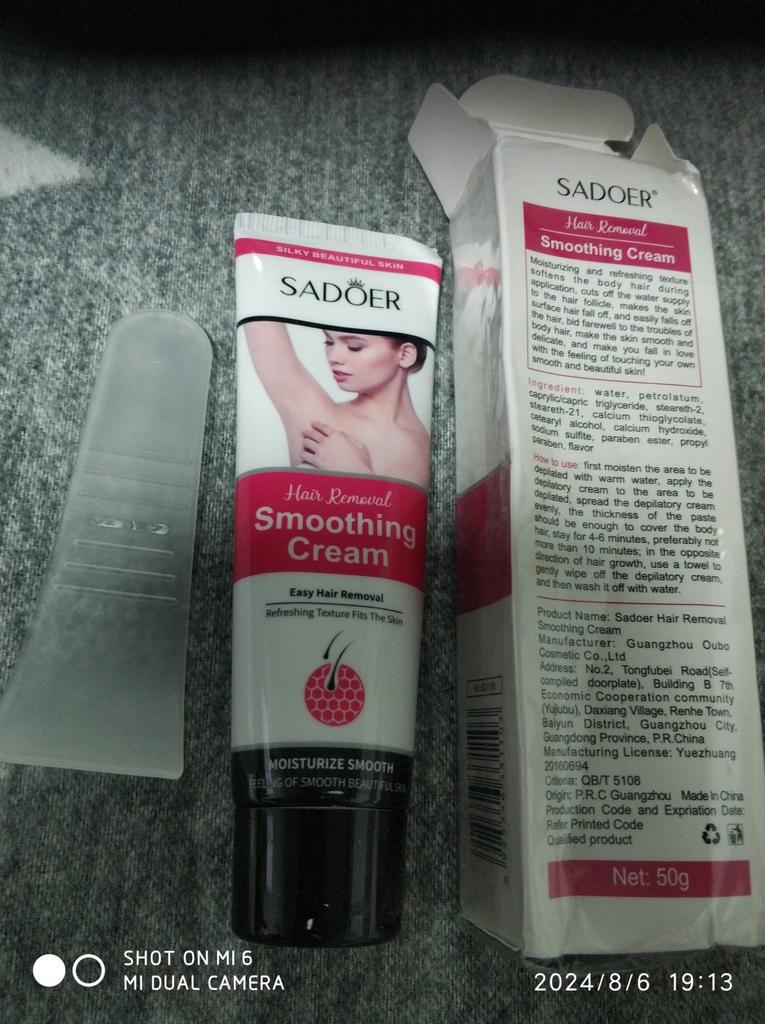 SILKY BEAUTIFUL SKIN
SADOER
Hair Removal
Smoothing
Cream
Easy Hair Removal
Refreshing Texture Fits The Skin
MOISTURIZE SMOOTH
FEELING OF SMOOTH BEAUTIFUL SKIN
SADOER®
Hair Removal
Smoothing Cream
Moisturizing and refreshing texture
softens the body hair during
application, cuts off the water supply
to the hair follicle, makes the skin
surface hair fall off, and easily falls off
the hair, bid farewell to the troubles of
body hair, make the skin smooth and
delicate, and make you fall in love
with the feeling of touching your own
smooth and beautiful skin!
Ingredient: water, petrolatum,
caprylic/capric triglyceride, steareth-2,
steareth-21, calcium thioglycolate,
cetearyl alcohol, calcium hydroxide,
sodium sulfite, paraben ester, propyl
paraben, flavor
How to use: first moisten the area to be
depilated with warm water, apply the
depilatory cream to the area to be
depilated, spread the depilatory cream
evenly, the thickness of the paste
should be enough to cover the body
hair, stay for 4-6 minutes, preferably not
more than 10 minutes; in the opposite
direction of hair growth, use a towel to
gently wipe off the depilatory cream,
and then wash it off with water.
Product Name: Sadoer Hair Removal
Smoothing Cream
Manufacturer: Guangzhou Oubo
Cosmetic Co.,Ltd
Address: No.2, Tongfubei Road(Self-
compiled doorplate), Building B 7th
Economic Cooperation community
(Yujiubu), Daxiang Village, Renhe Town,
Baiyun District, Guangzhou City,
Guangdong Province, P.R.China
Manufacturing License: Yuezhuang
20160694
Criteria: QB/T 5108
Origin: P.R.C Guangzhou Made In China
Production Code and Expriation Date:
Refer Printed Code
Qualified product
Net: 50g
SHOT ON MI 6
MI DUAL CAMERA
2024/8/6 19:13